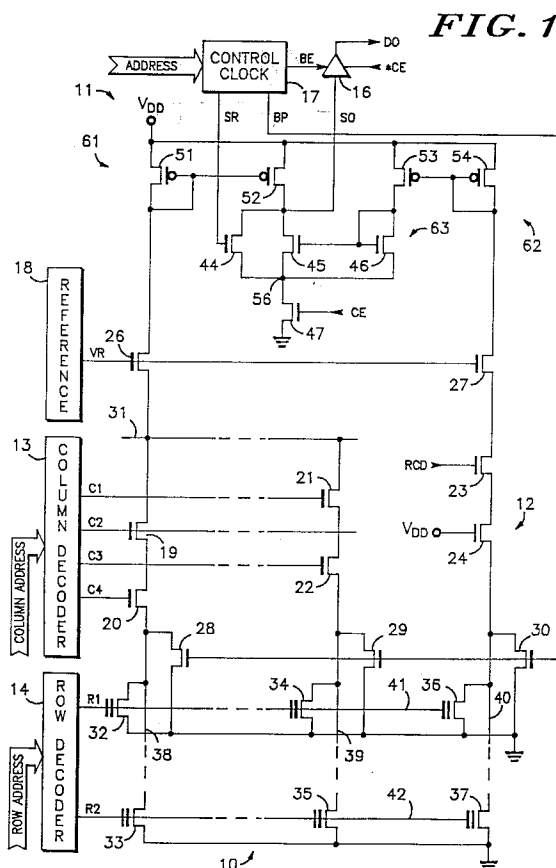 FIG. 1
ADDRESS
CONTROL
CLOCK
BE
DO
*CE
16
17
11
SR
BP
SO
VDD
61
51
52
53
54
44
45
46
63
62
56
47
CE
18
REFERENCE
26
VR
27
31
13
COLUMN DECODER
COLUMN ADDRESS
C1
21
RCD
23
C2
19
12
VDD
24
C3
22
C4
20
28
29
30
14
ROW DECODER
ROW ADDRESS
R1
32
34
41
36
40
38
39
R2
33
35
42
37
10